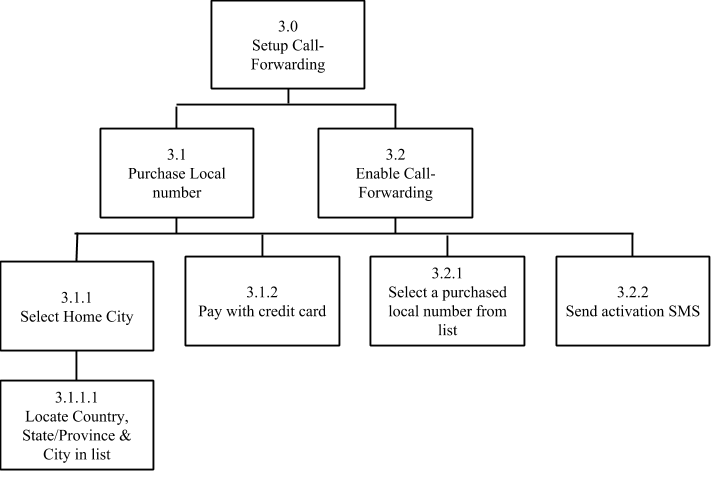 3.0
Setup Call-
Forwarding
3.1
Purchase Local
number
3.2
Enable Call-
Forwarding
3.1.1
Select Home City
3.1.2
Pay with credit card
3.2.1
Select a purchased
local number from
list
3.2.2
Send activation SMS
3.1.1.1
Locate Country,
State/Province &
City in list